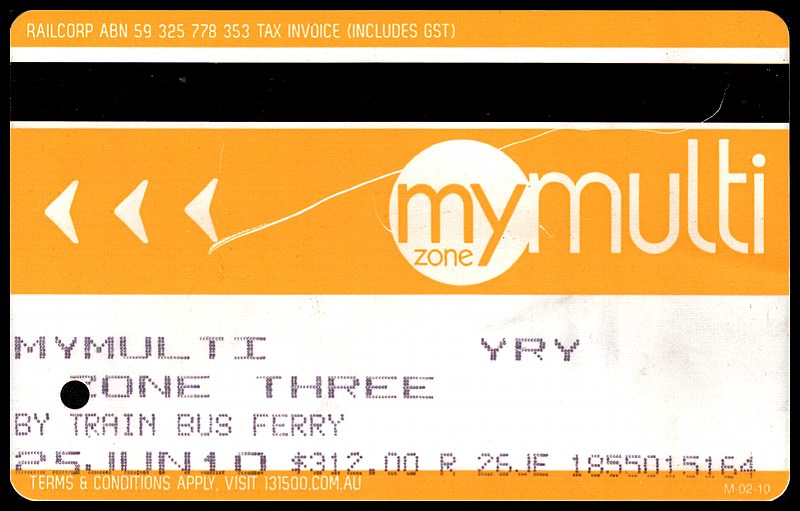 RAILCORP ABN 59 325 778 353 TAX INVOICE (INCLUDES GST)
mymulti
zone
MYMULTI YRY
ZONE THREE
BY TRAIN BUS FERRY
25JUN10 $312.00 R 26JE 1855015164
TERMS & CONDITIONS APPLY, VISIT 131500.COM.AU
M-02-10